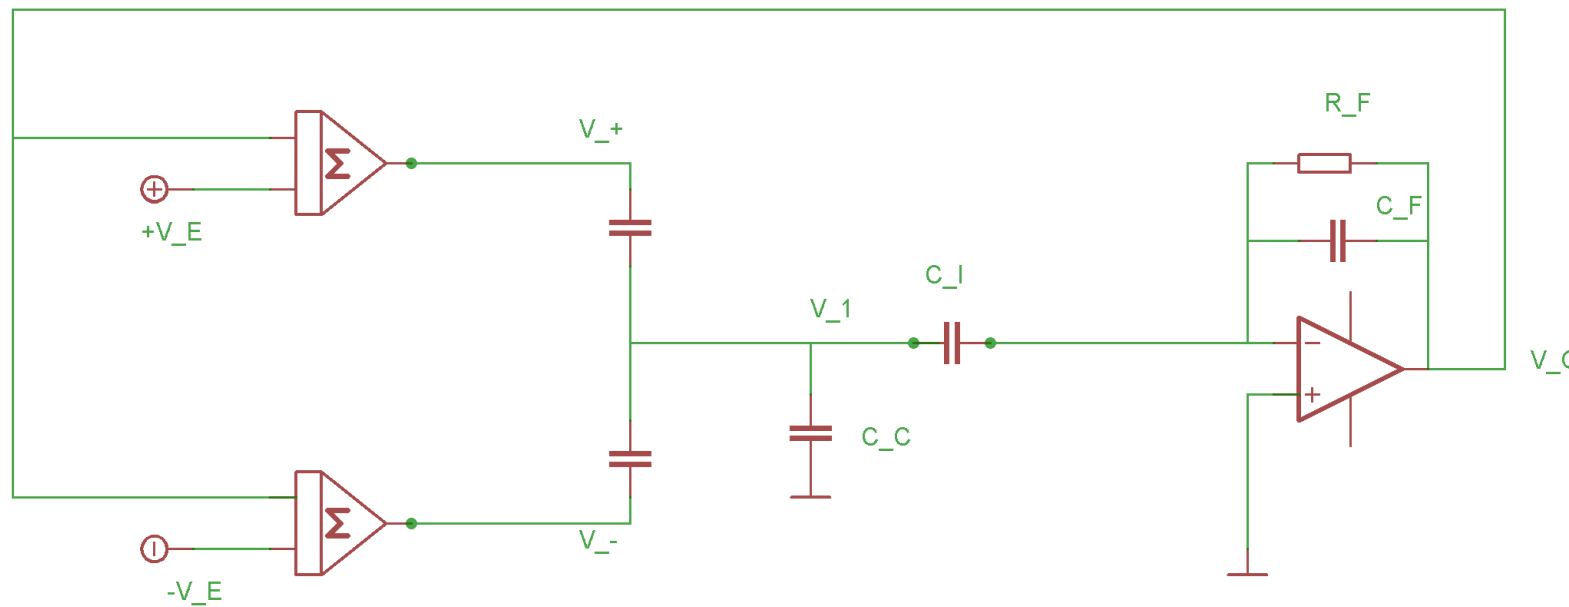 R_F
V_+
C_F
+V_E
C_I
V_1
C_C
V_-
-V_E